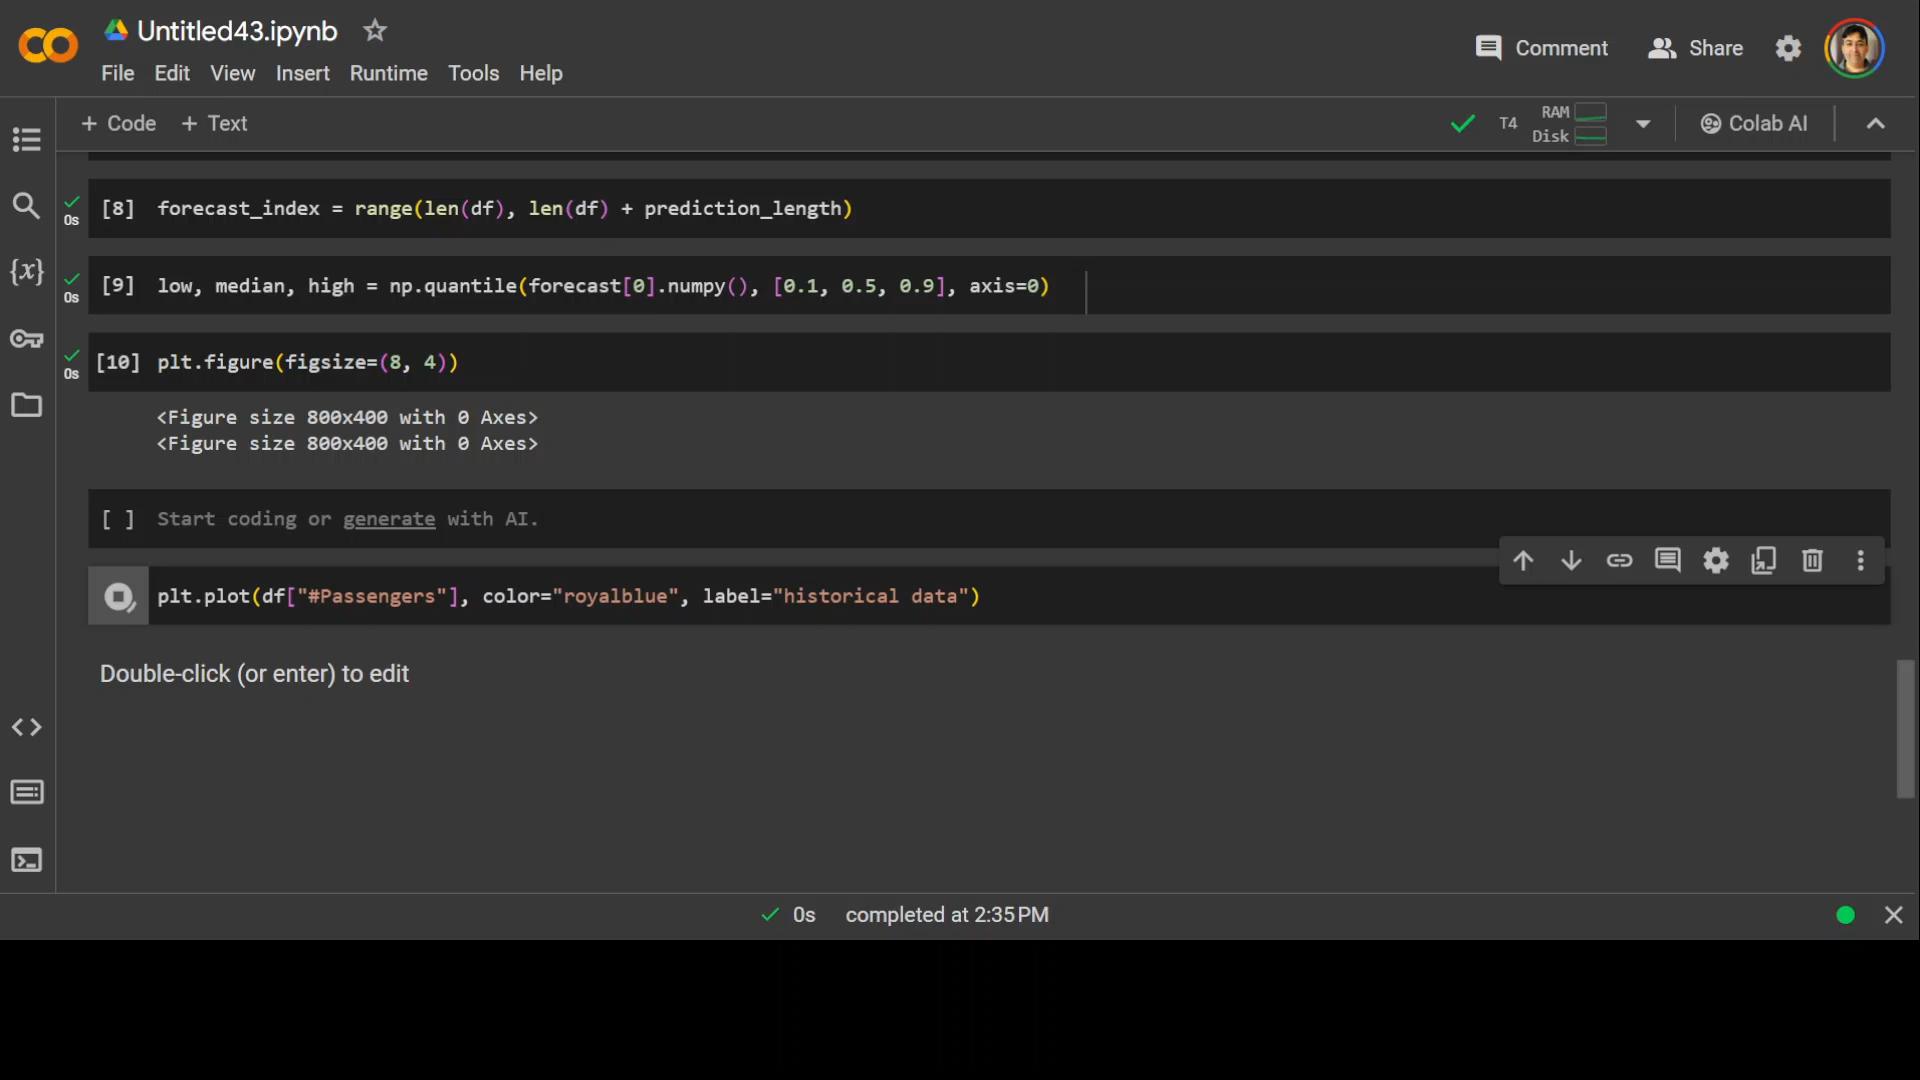 Untitled43.ipynb
Comment
Share
File Edit View Insert Runtime Tools Help
+ Code + Text
T4
RAM
Disk
Colab AI
0s
[8] forecast_index = range(len(df), len(df) + prediction_length)
0s
[9] low, median, high = np.quantile(forecast[0].numpy(), [0.1, 0.5, 0.9], axis=0)
0s
[10] plt.figure(figsize=(8, 4))
<Figure size 800x400 with 0 Axes>
<Figure size 800x400 with 0 Axes>
[ ] Start coding or generate with AI.
plt.plot(df["#Passengers"], color="royalblue", label="historical data")
Double-click (or enter) to edit
0s completed at 2:35 PM